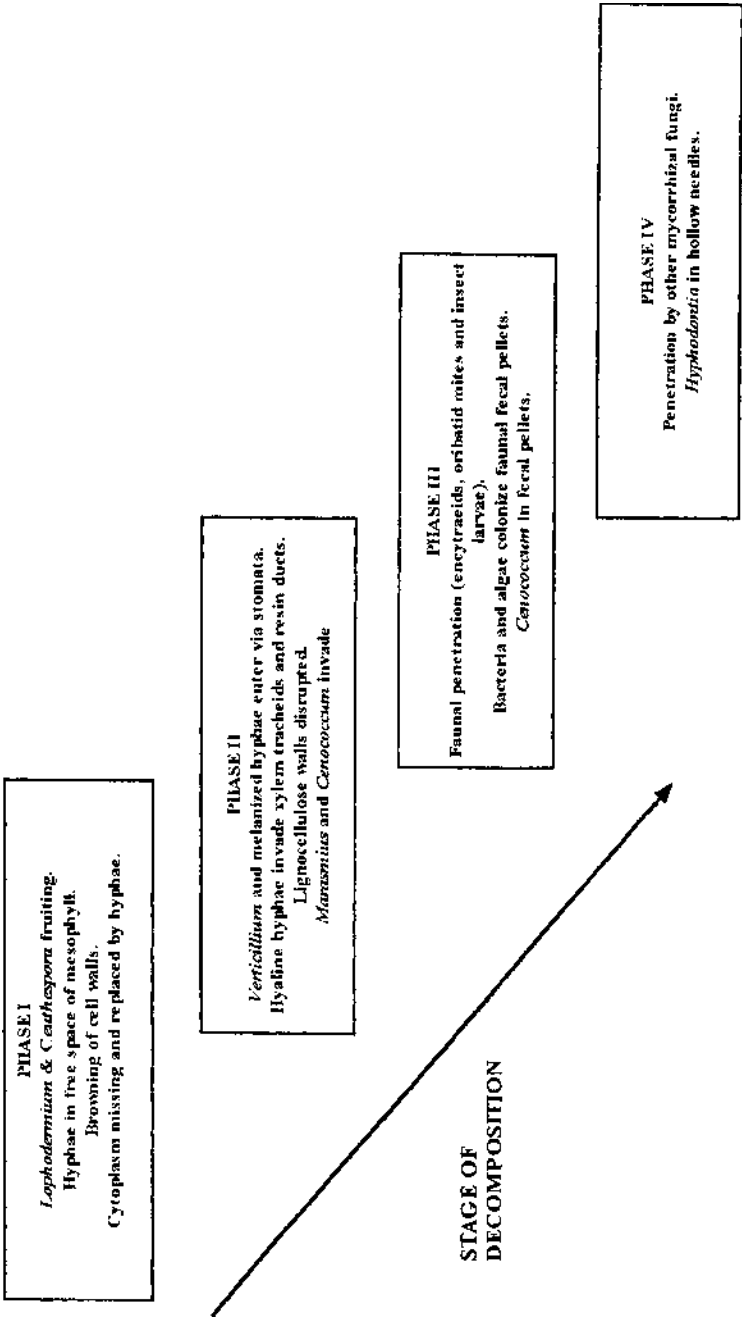 PHASE I
Lophodermium & Ceuthospora fruiting.
Hyphae in free space of mesophyll.
Browning of cell walls.
Cytoplasm missing and replaced by hyphae.
PHASE II
Verticillium and melanized hyphae enter via stomata.
Hyaline hyphae invade xylem tracheids and resin ducts.
Lignocellulose walls disrupted.
Marasmius and Cenococcum invade
PHASE III
Faunal penetration (encytraeids, oribatid mites and insect
larvae).
Bacteria and algae colonize faunal fecal pellets.
Cenococcum in fecal pellets.
PHASE IV
Penetration by other mycorrhizal fungi.
Hyphodontia in hollow needles.
STAGE OF
DECOMPOSITION